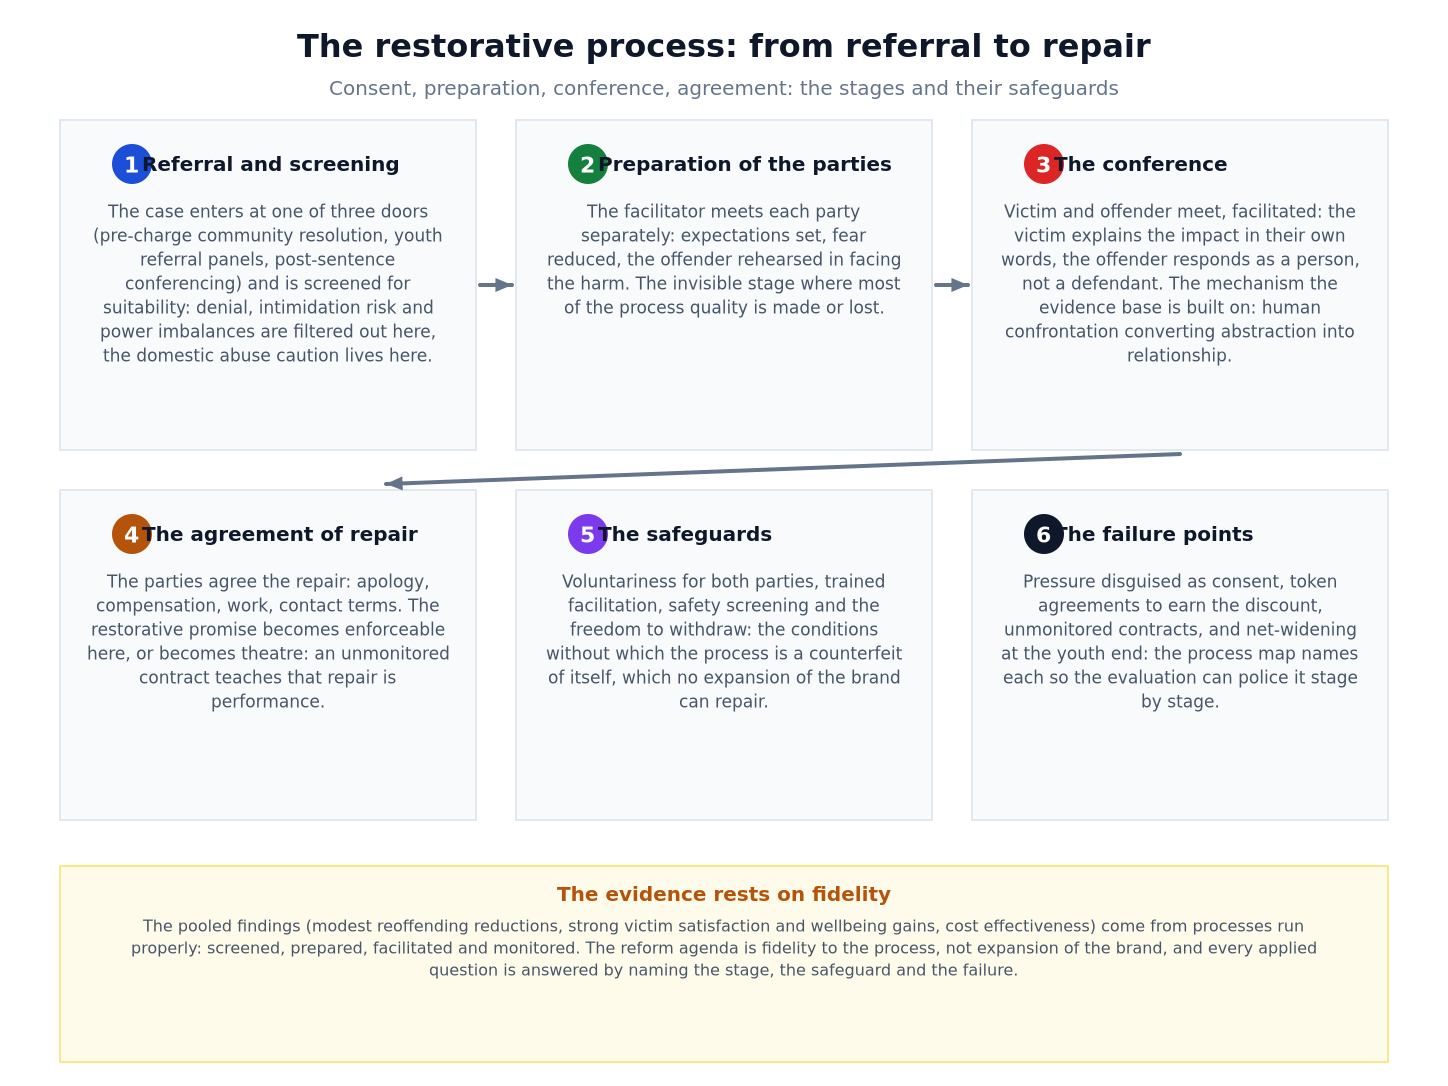 The restorative process: from referral to repair
Consent, preparation, conference, agreement: the stages and their safeguards
1 Referral and screening
The case enters at one of three doors
(pre-charge community resolution, youth
referral panels, post-sentence
conferencing) and is screened for
suitability: denial, intimidation risk and
power imbalances are filtered out here,
the domestic abuse caution lives here.
2 Preparation of the parties
The facilitator meets each party
separately: expectations set, fear
reduced, the offender rehearsed in facing
the harm. The invisible stage where most
of the process quality is made or lost.
3 The conference
Victim and offender meet, facilitated: the
victim explains the impact in their own
words, the offender responds as a person,
not a defendant. The mechanism the
evidence base is built on: human
confrontation converting abstraction into
relationship.
4 The agreement of repair
The parties agree the repair: apology,
compensation, work, contact terms. The
restorative promise becomes enforceable
here, or becomes theatre: an unmonitored
contract teaches that repair is
performance.
5 The safeguards
Voluntariness for both parties, trained
facilitation, safety screening and the
freedom to withdraw: the conditions
without which the process is a counterfeit
of itself, which no expansion of the brand
can repair.
6 The failure points
Pressure disguised as consent, token
agreements to earn the discount,
unmonitored contracts, and net-widening
at the youth end: the process map names
each so the evaluation can police it stage
by stage.
The evidence rests on fidelity
The pooled findings (modest reoffending reductions, strong victim satisfaction and wellbeing gains, cost effectiveness) come from processes run
properly: screened, prepared, facilitated and monitored. The reform agenda is fidelity to the process, not expansion of the brand, and every applied
question is answered by naming the stage, the safeguard and the failure.